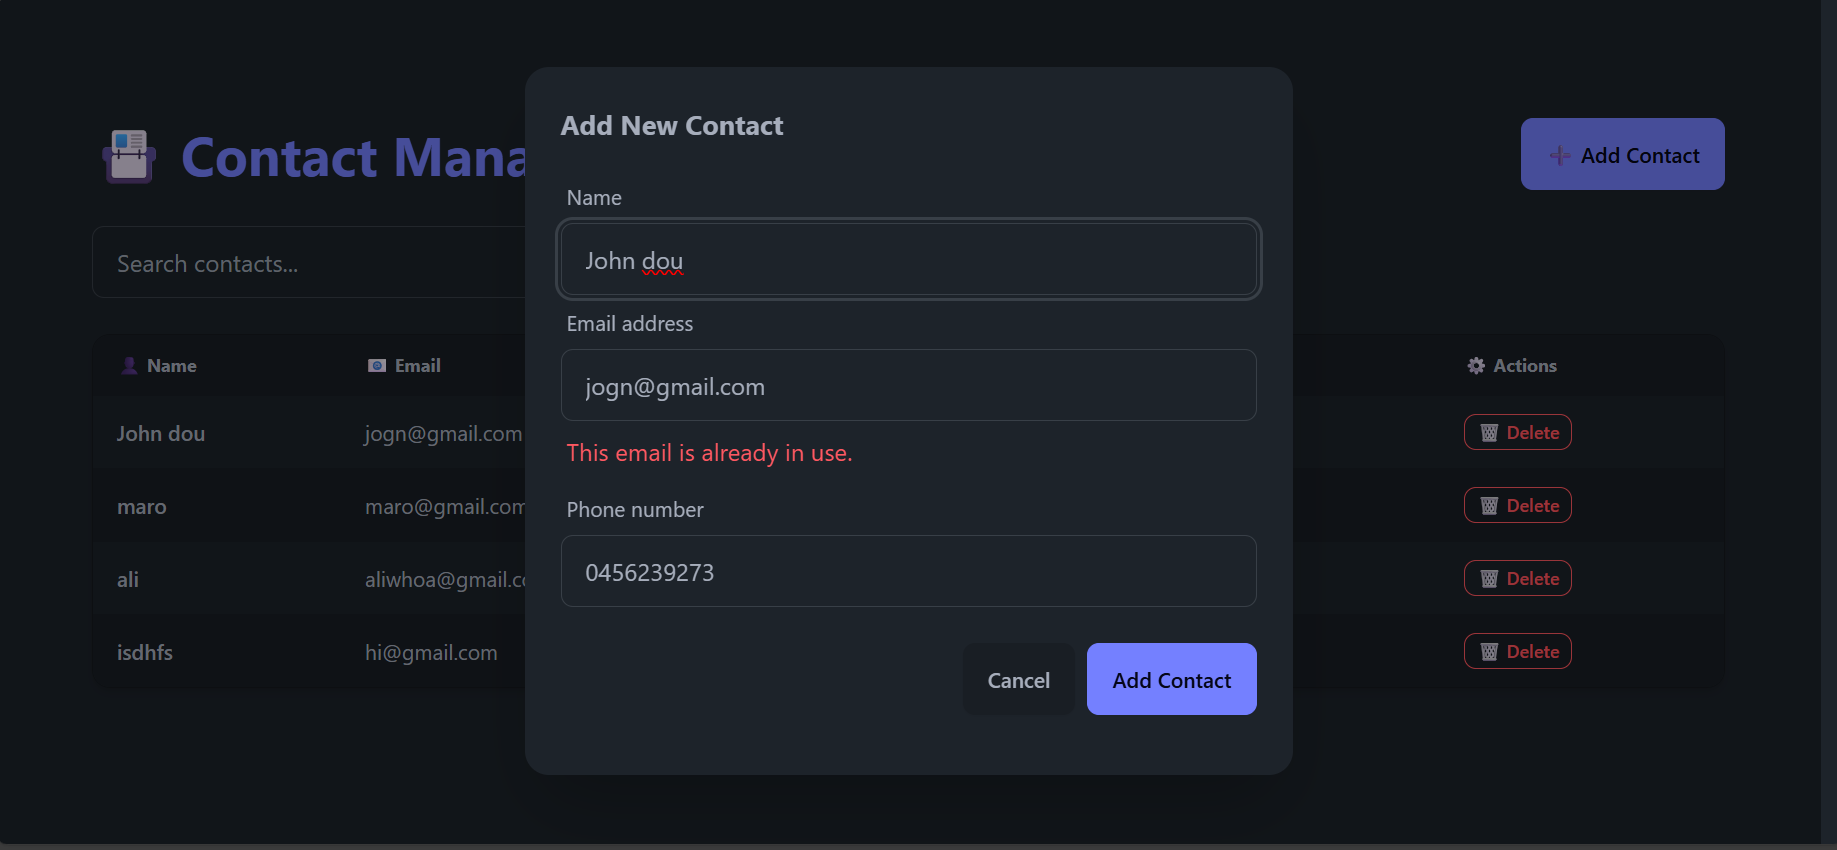 Contact Mana
Add Contact
Search contacts...
Name Email Actions
John dou jogn@gmail.com Delete
maro maro@gmail.com Delete
ali aliwhoa@gmail.co Delete
isdhfs hi@gmail.com Delete
Add New Contact
Name
John dou
Email address
jogn@gmail.com
This email is already in use.
Phone number
0456239273
Cancel Add Contact